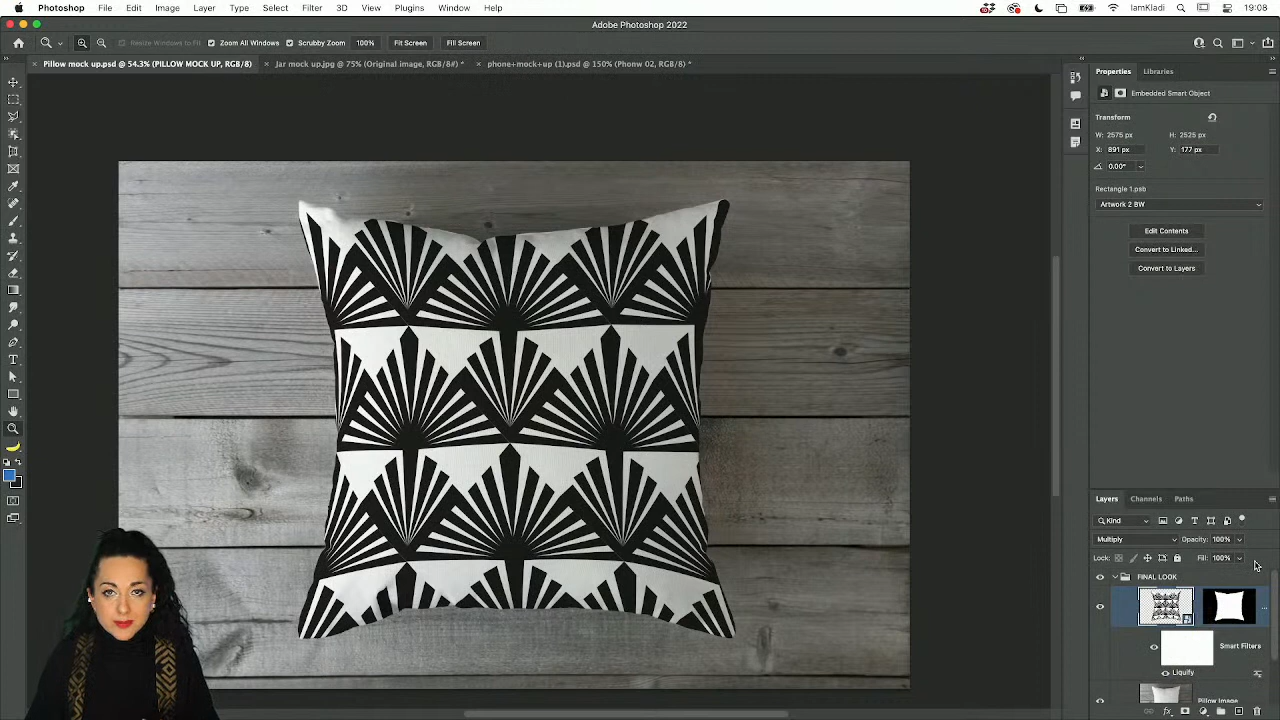 Photoshop File Edit Image Layer Type Select Filter 3D View Plugins Window Help IamKladi 19:08
Adobe Photoshop 2022
Resize Windows to Fit Zoom All Windows Scrubby Zoom 100% Fit Screen Fill Screen
Pillow mock up.psd @ 54.3% (PILLOW MOCK UP, RGB/8) Jar mock up.jpg @ 75% (Original image, RGB/8#) * phone+mock+up (1).psd @ 150% (Phonw 02, RGB/8) *
Properties Libraries
Embedded Smart Object
Transform
W: 2575 px H: 2525 px
X: 891 px Y: 177 px
0.00°
Rectangle 1.psb
Artwork 2 BW
Edit Contents
Convert to Linked...
Convert to Layers
Layers Channels Paths
Kind
Multiply Opacity: 100%
Lock: Fill: 100%
FINAL LOOK
Smart Filters
Liquify
Pillow Image